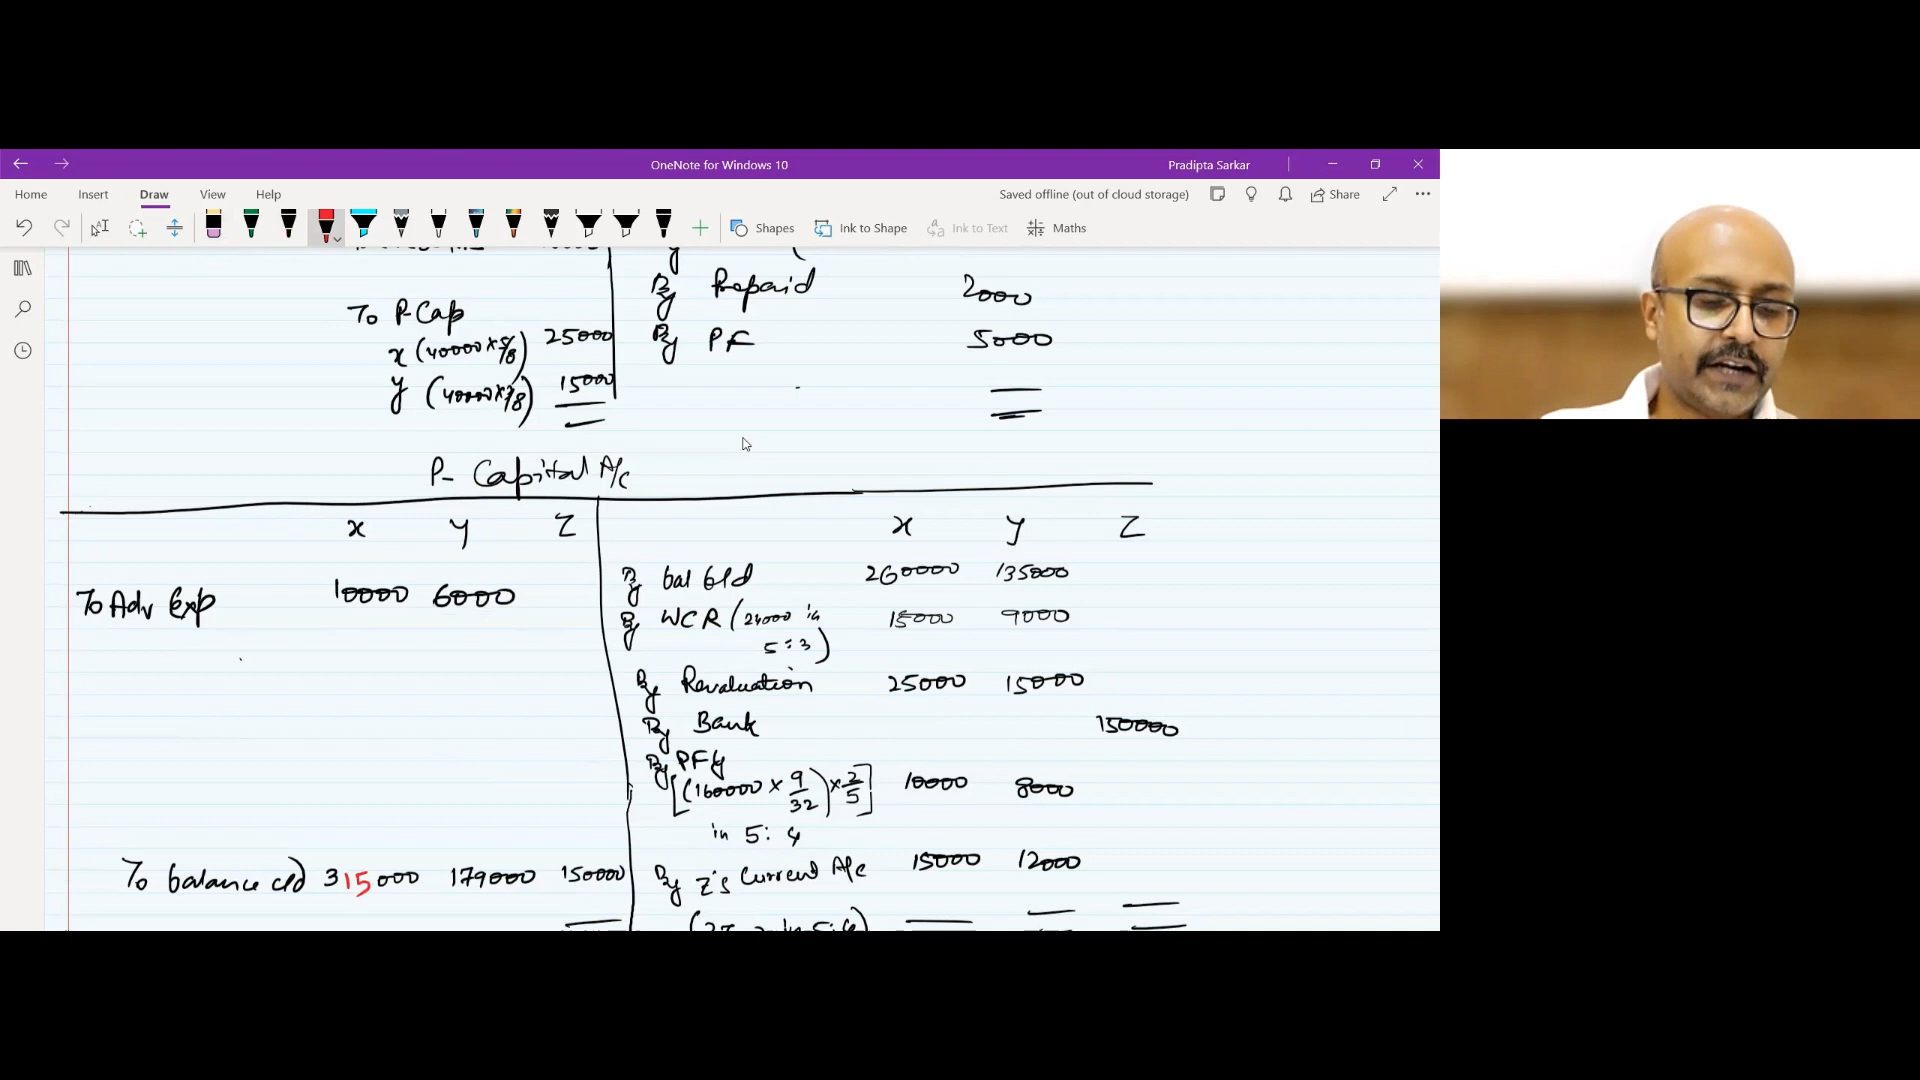 OneNote for Windows 10
Pradipta Sarkar
Home Insert Draw View Help
Saved offline (out of cloud storage)
Share
Shapes
Ink to Shape
Ink to Text
Maths
By Prepaid 2000
To P Cap
x (40000 x 5/8) 25000
By PF 5000
y (40000 x 3/8) 15000
P- Capital A/c
x y z
x y z
To Adv Exp 10000 6000
By bal b/d 260000 135000
By WCR (24000 in 15000 9000
5:3)
By Revaluation 25000 15000
By Bank 150000
By PFG
[(160000 x 9/32) x 2/5] 10000 8000
in 5:4
To balance c/d 315000 179000 150000
By Z's Current A/c 15000 12000